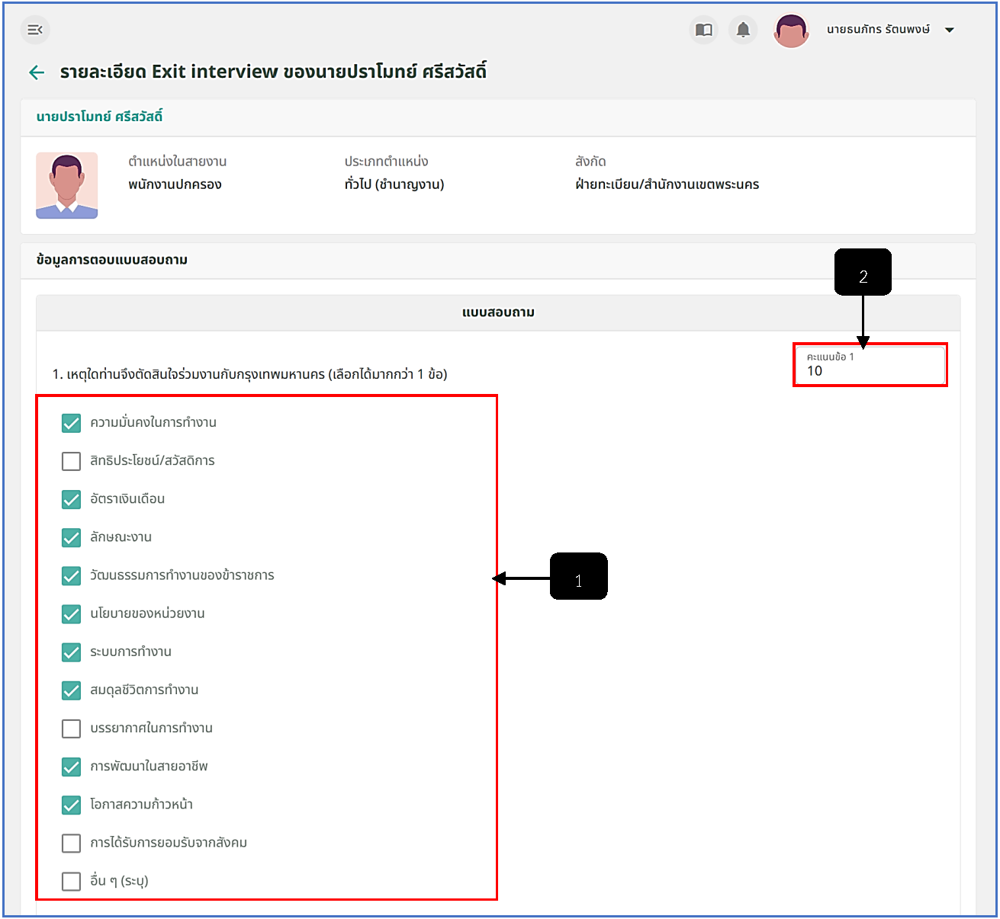 นายธนภัทร รัตนพงษ์
รายละเอียด Exit interview ของนายปราโมทย์ ศรีสวัสดิ์
นายปราโมทย์ ศรีสวัสดิ์
ตำแหน่งในสายงาน ประเภทตำแหน่ง สังกัด
พนักงานปกครอง ทั่วไป (ชำนาญงาน) ฝ่ายทะเบียน/สำนักงานเขตพระนคร
ข้อมูลการตอบแบบสอบถาม
2
แบบสอบถาม
คะแนนข้อ 1
10
1. เหตุใดท่านจึงตัดสินใจร่วมงานกับกรุงเทพมหานคร (เลือกได้มากกว่า 1 ข้อ)
ความมั่นคงในการทำงาน
สิทธิประโยชน์/สวัสดิการ
อัตราเงินเดือน
ลักษณะงาน
วัฒนธรรมการทำงานของข้าราชการ
1
นโยบายของหน่วยงาน
ระบบการทำงาน
สมดุลชีวิตการทำงาน
บรรยากาศในการทำงาน
การพัฒนาในสายอาชีพ
โอกาสความก้าวหน้า
การได้รับการยอมรับจากสังคม
อื่น ๆ (ระบุ)